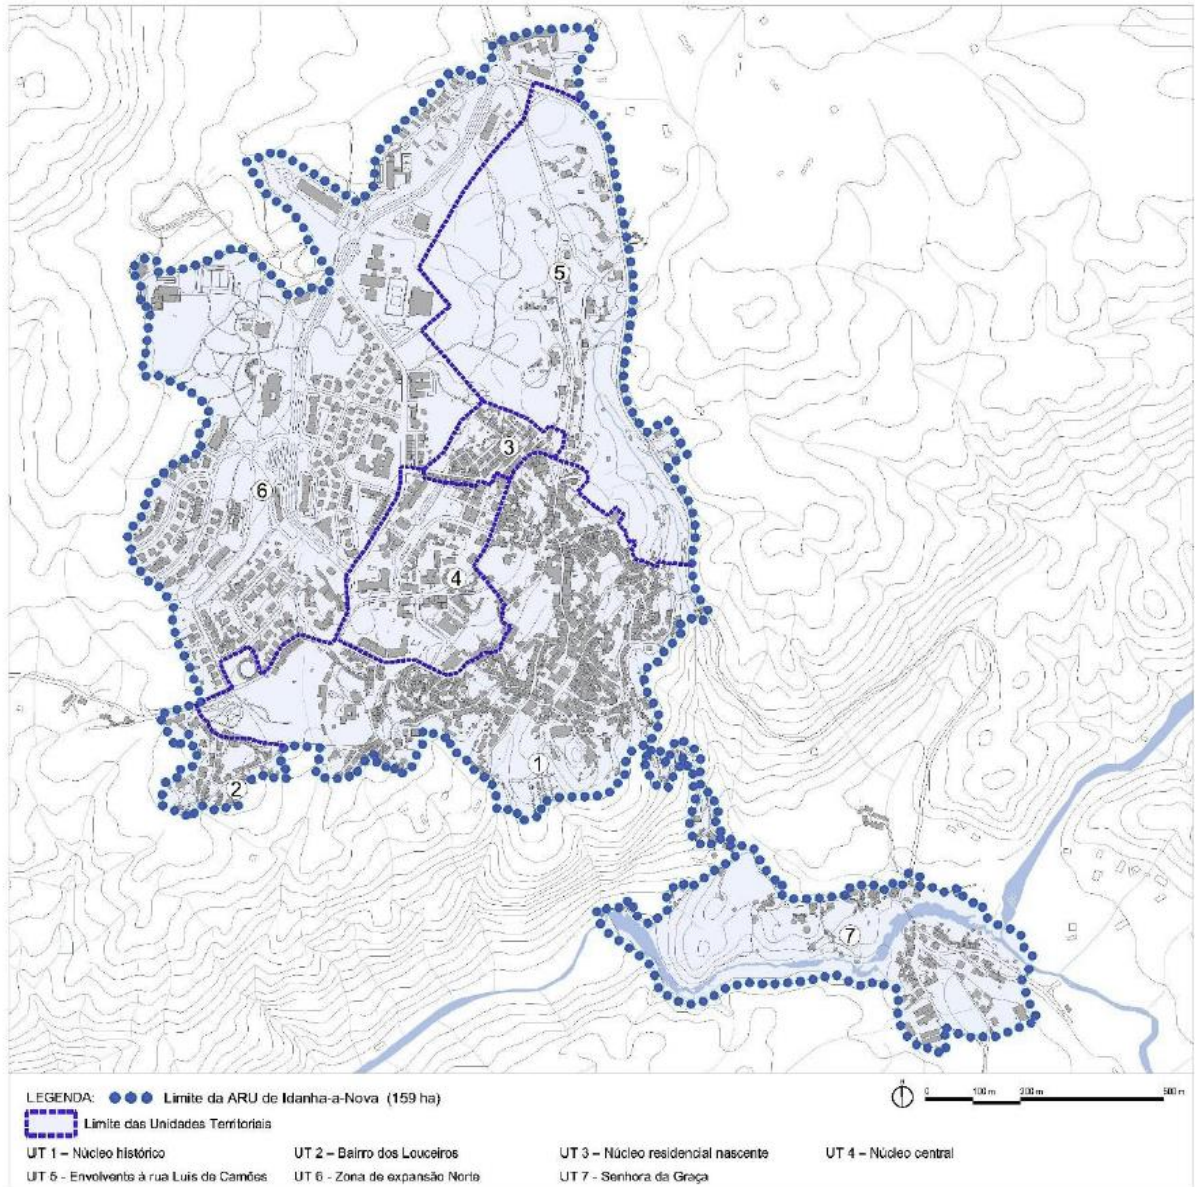 5
3
6
4
1
2
7
LEGENDA: Limite da ARU de Idanha-a-Nova (159 ha)
N
0 100 m 200 m 500 m
Limite das Unidades Territoriais
UT 1 – Núcleo histórico UT 2 – Bairro dos Louceiros UT 3 – Núcleo residencial nascente UT 4 – Núcleo central
UT 5 - Envolvente à rua Luís de Camões UT 6 - Zona de expansão Norte UT 7 - Senhora da Graça